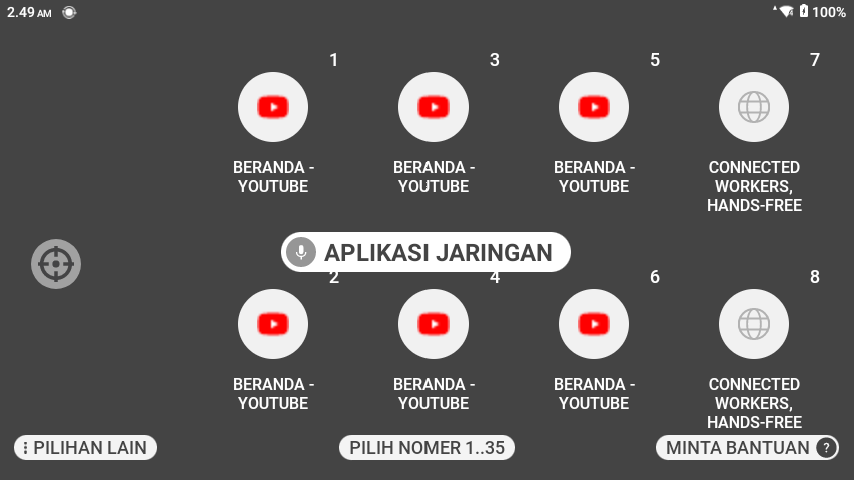 2.49 AM
100%
1
3
5
7
BERANDA -
YOUTUBE
BERANDA -
YOUTUBE
BERANDA -
YOUTUBE
CONNECTED
WORKERS,
HANDS-FREE
APLIKASI JARINGAN
2
4
6
8
BERANDA -
YOUTUBE
BERANDA -
YOUTUBE
BERANDA -
YOUTUBE
CONNECTED
WORKERS,
HANDS-FREE
PILIHAN LAIN
PILIH NOMER 1..35
MINTA BANTUAN ?